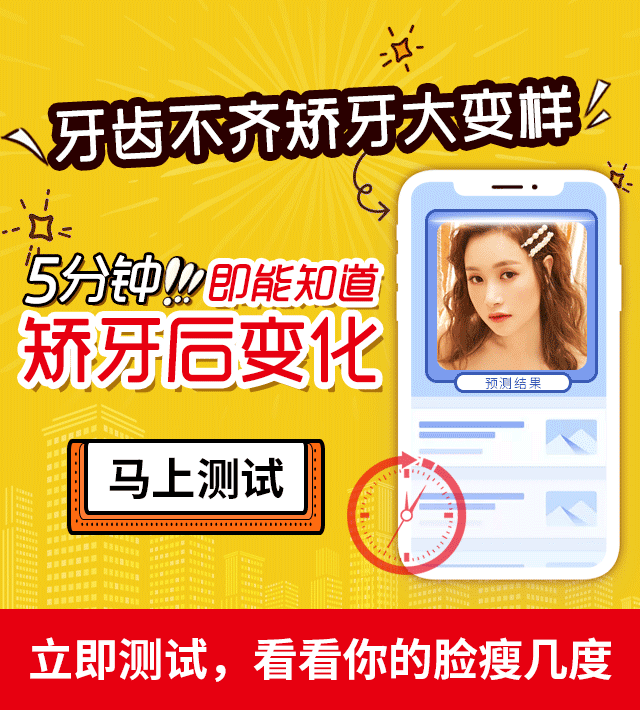 牙齿不齐矫牙大变样
5分钟!!!即能知道
矫牙后变化
预测结果
马上测试
立即测试，看看你的脸瘦几度